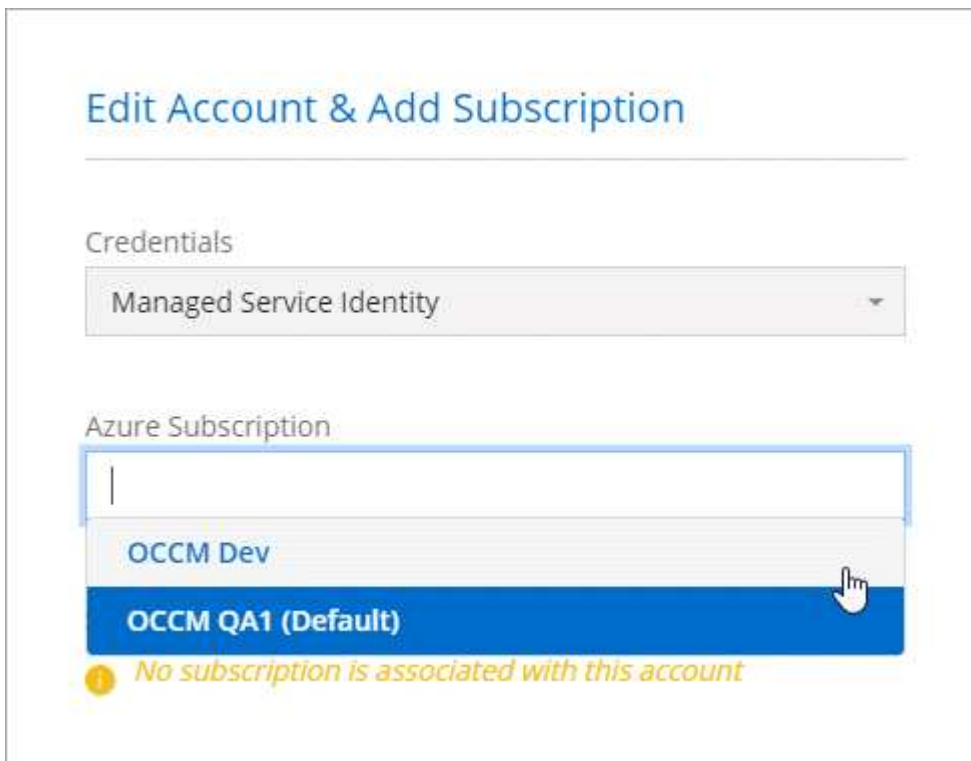 Edit Account & Add Subscription
Credentials
Managed Service Identity
Azure Subscription
OCCM Dev
OCCM QA1 (Default)
No subscription is associated with this account